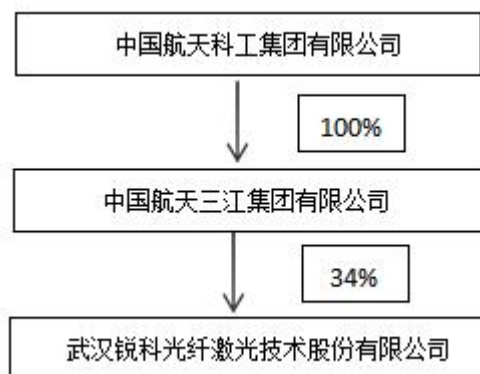 中国航天科工集团有限公司
100%
中国航天三江集团有限公司
34%
武汉锐科光纤激光技术股份有限公司